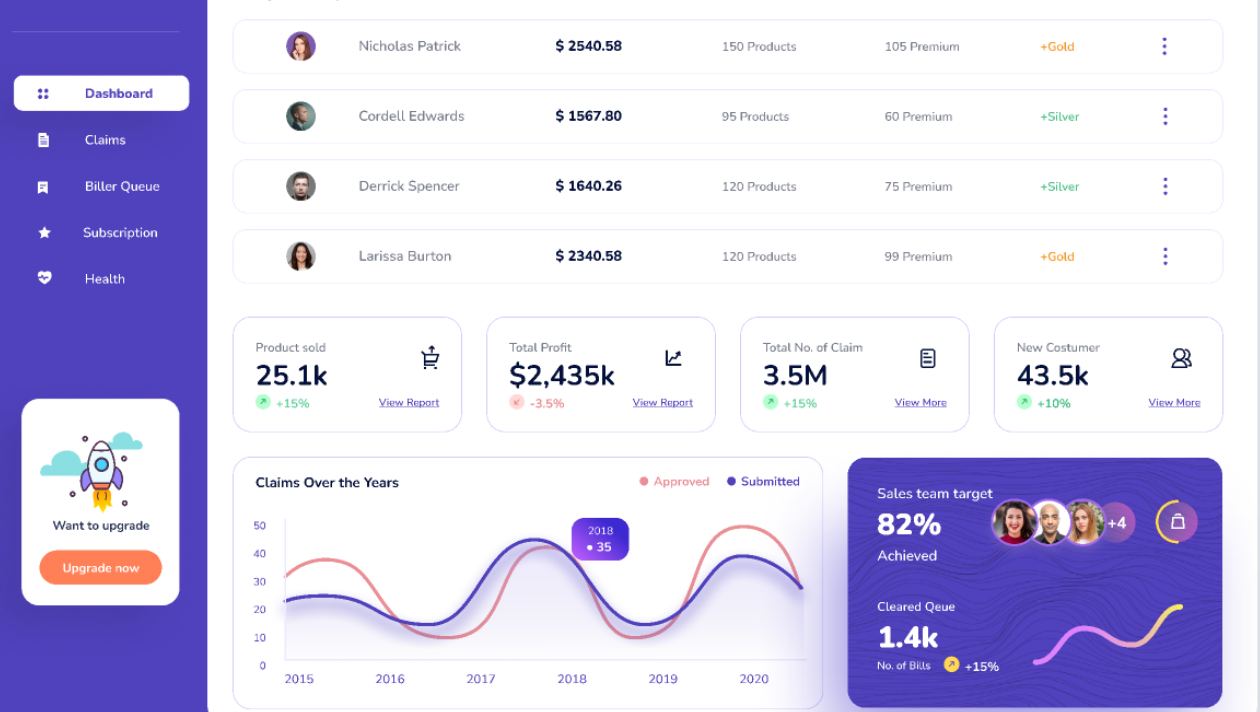 Dashboard
Claims
Biller Queue
Subscription
Health
Want to upgrade
Upgrade now
Nicholas Patrick $ 2540.58 150 Products 105 Premium +Gold
Cordell Edwards $ 1567.80 95 Products 60 Premium +Silver
Derrick Spencer $ 1640.26 120 Products 75 Premium +Silver
Larissa Burton $ 2340.58 120 Products 99 Premium +Gold
Product sold
25.1k
+15% View Report
Total Profit
$2,435k
-3.5% View Report
Total No. of Claim
3.5M
+15% View More
New Costumer
43.5k
+10% View More
Claims Over the Years Approved Submitted
50
40
30
20
10
0
2018
35
2015 2016 2017 2018 2019 2020
Sales team target
82% +4
Achieved
Cleared Qeue
1.4k
No. of Bills +15%